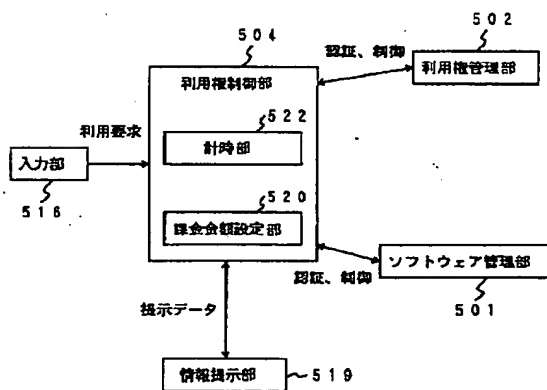 504
502
利用権制御部
認証、制御
利用権管理部
522
利用要求
計時部
入力部
516
520
課金金額設定部
認証、制御
ソフトウェア管理部
501
提示データ
情報提示部
519